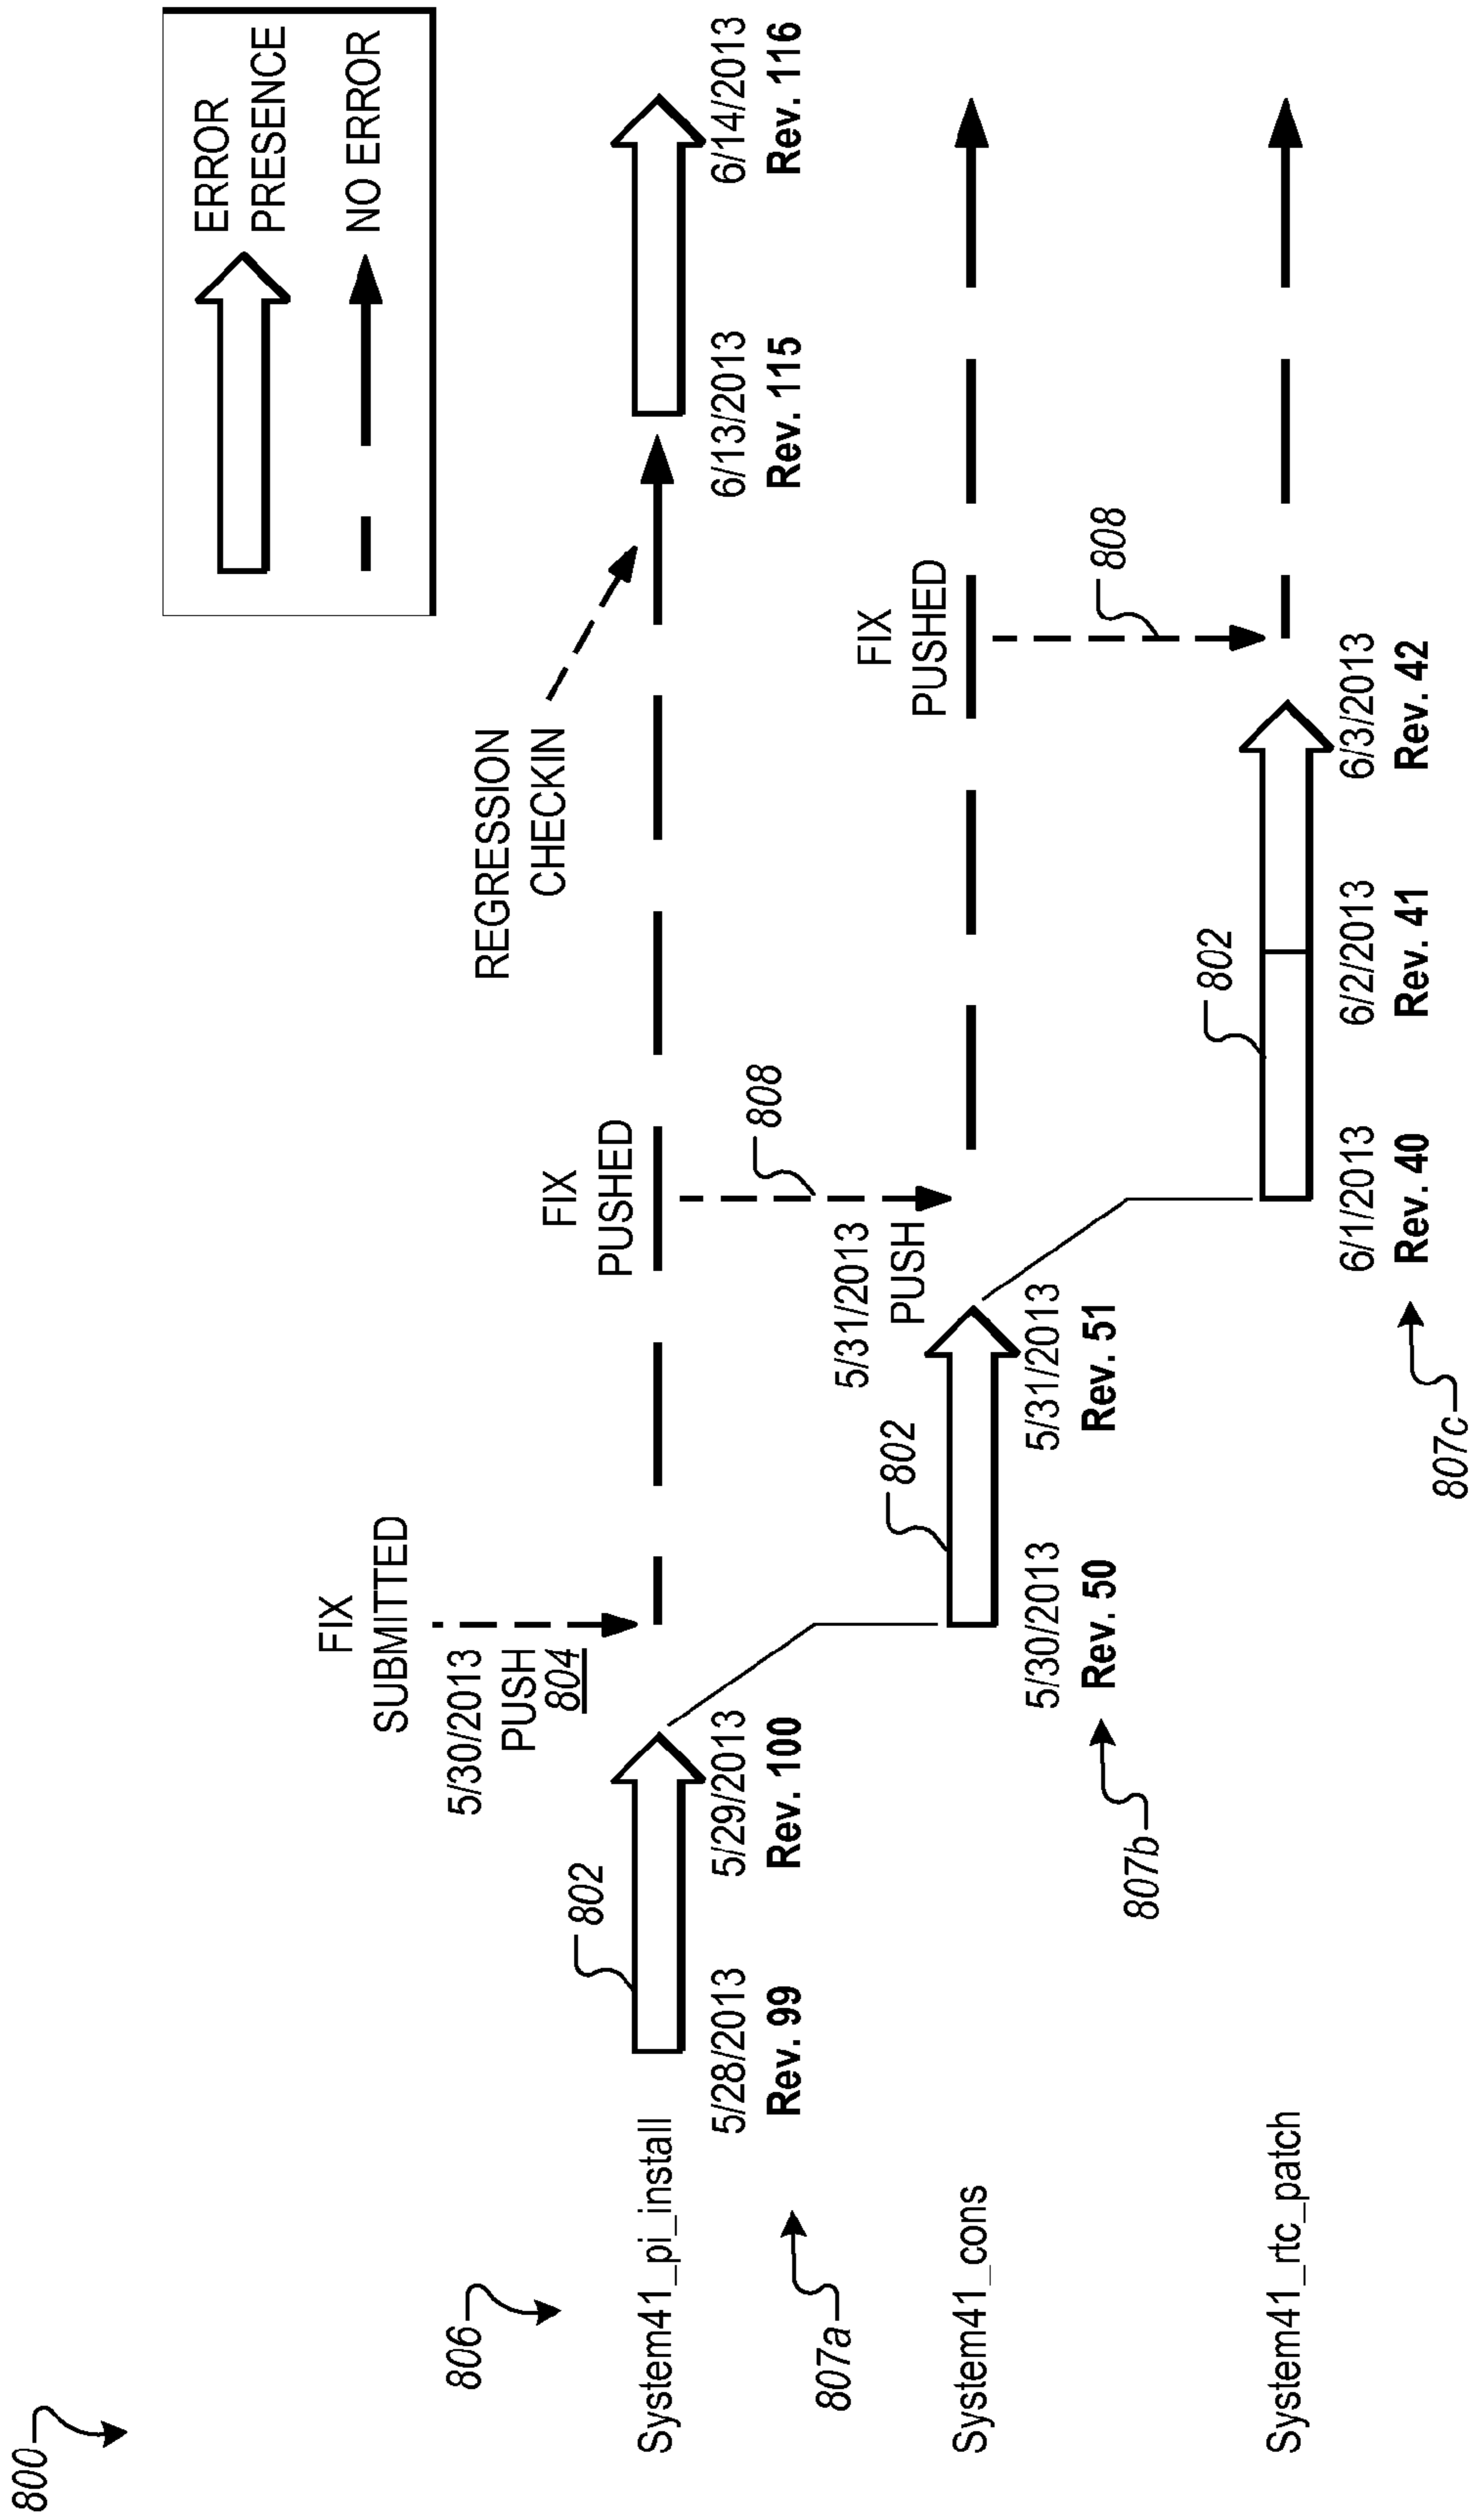 800
ERROR
PRESENCE
NO ERROR
806
FIX
SUBMITTED
5/30/2013
PUSH
804
FIX
PUSHED
REGRESSION
CHECKIN
802
System41_pi_install
5/28/2013
Rev. 99
5/29/2013
Rev. 100
6/13/2013
Rev. 115
6/14/2013
Rev. 116
807a
808
5/31/2013
PUSH
FIX
PUSHED
802
System41_cons
5/30/2013
Rev. 50
5/31/2013
Rev. 51
807b
808
802
System41_rtc_patch
6/1/2013
Rev. 40
6/2/2013
Rev. 41
6/3/2013
Rev. 42
807c